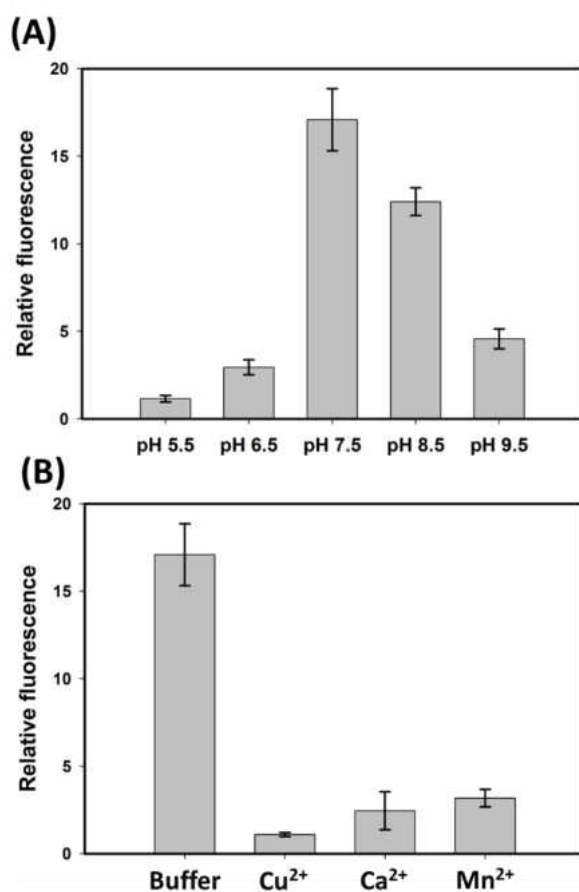 (A)
20
15
10
5
0
Relative fluorescence
pH 5.5 pH 6.5 pH 7.5 pH 8.5 pH 9.5
(B)
20
15
10
5
0
Relative fluorescence
Buffer Cu²⁺ Ca²⁺ Mn²⁺